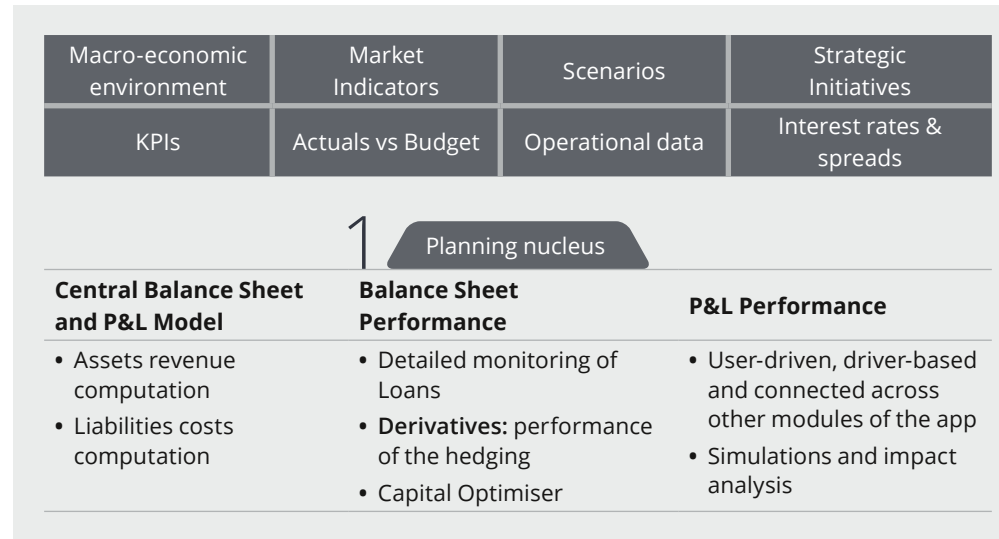 Macro-economic
environment
Market
Indicators
Scenarios
Strategic
Initiatives
KPIs
Actuals vs Budget
Operational data
Interest rates &
spreads
1
Planning nucleus
Central Balance Sheet
and P&L Model
• Assets revenue
computation
• Liabilities costs
computation
Balance Sheet
Performance
• Detailed monitoring of
Loans
• Derivatives: performance
of the hedging
• Capital Optimiser
P&L Performance
• User-driven, driver-based
and connected across
other modules of the app
• Simulations and impact
analysis